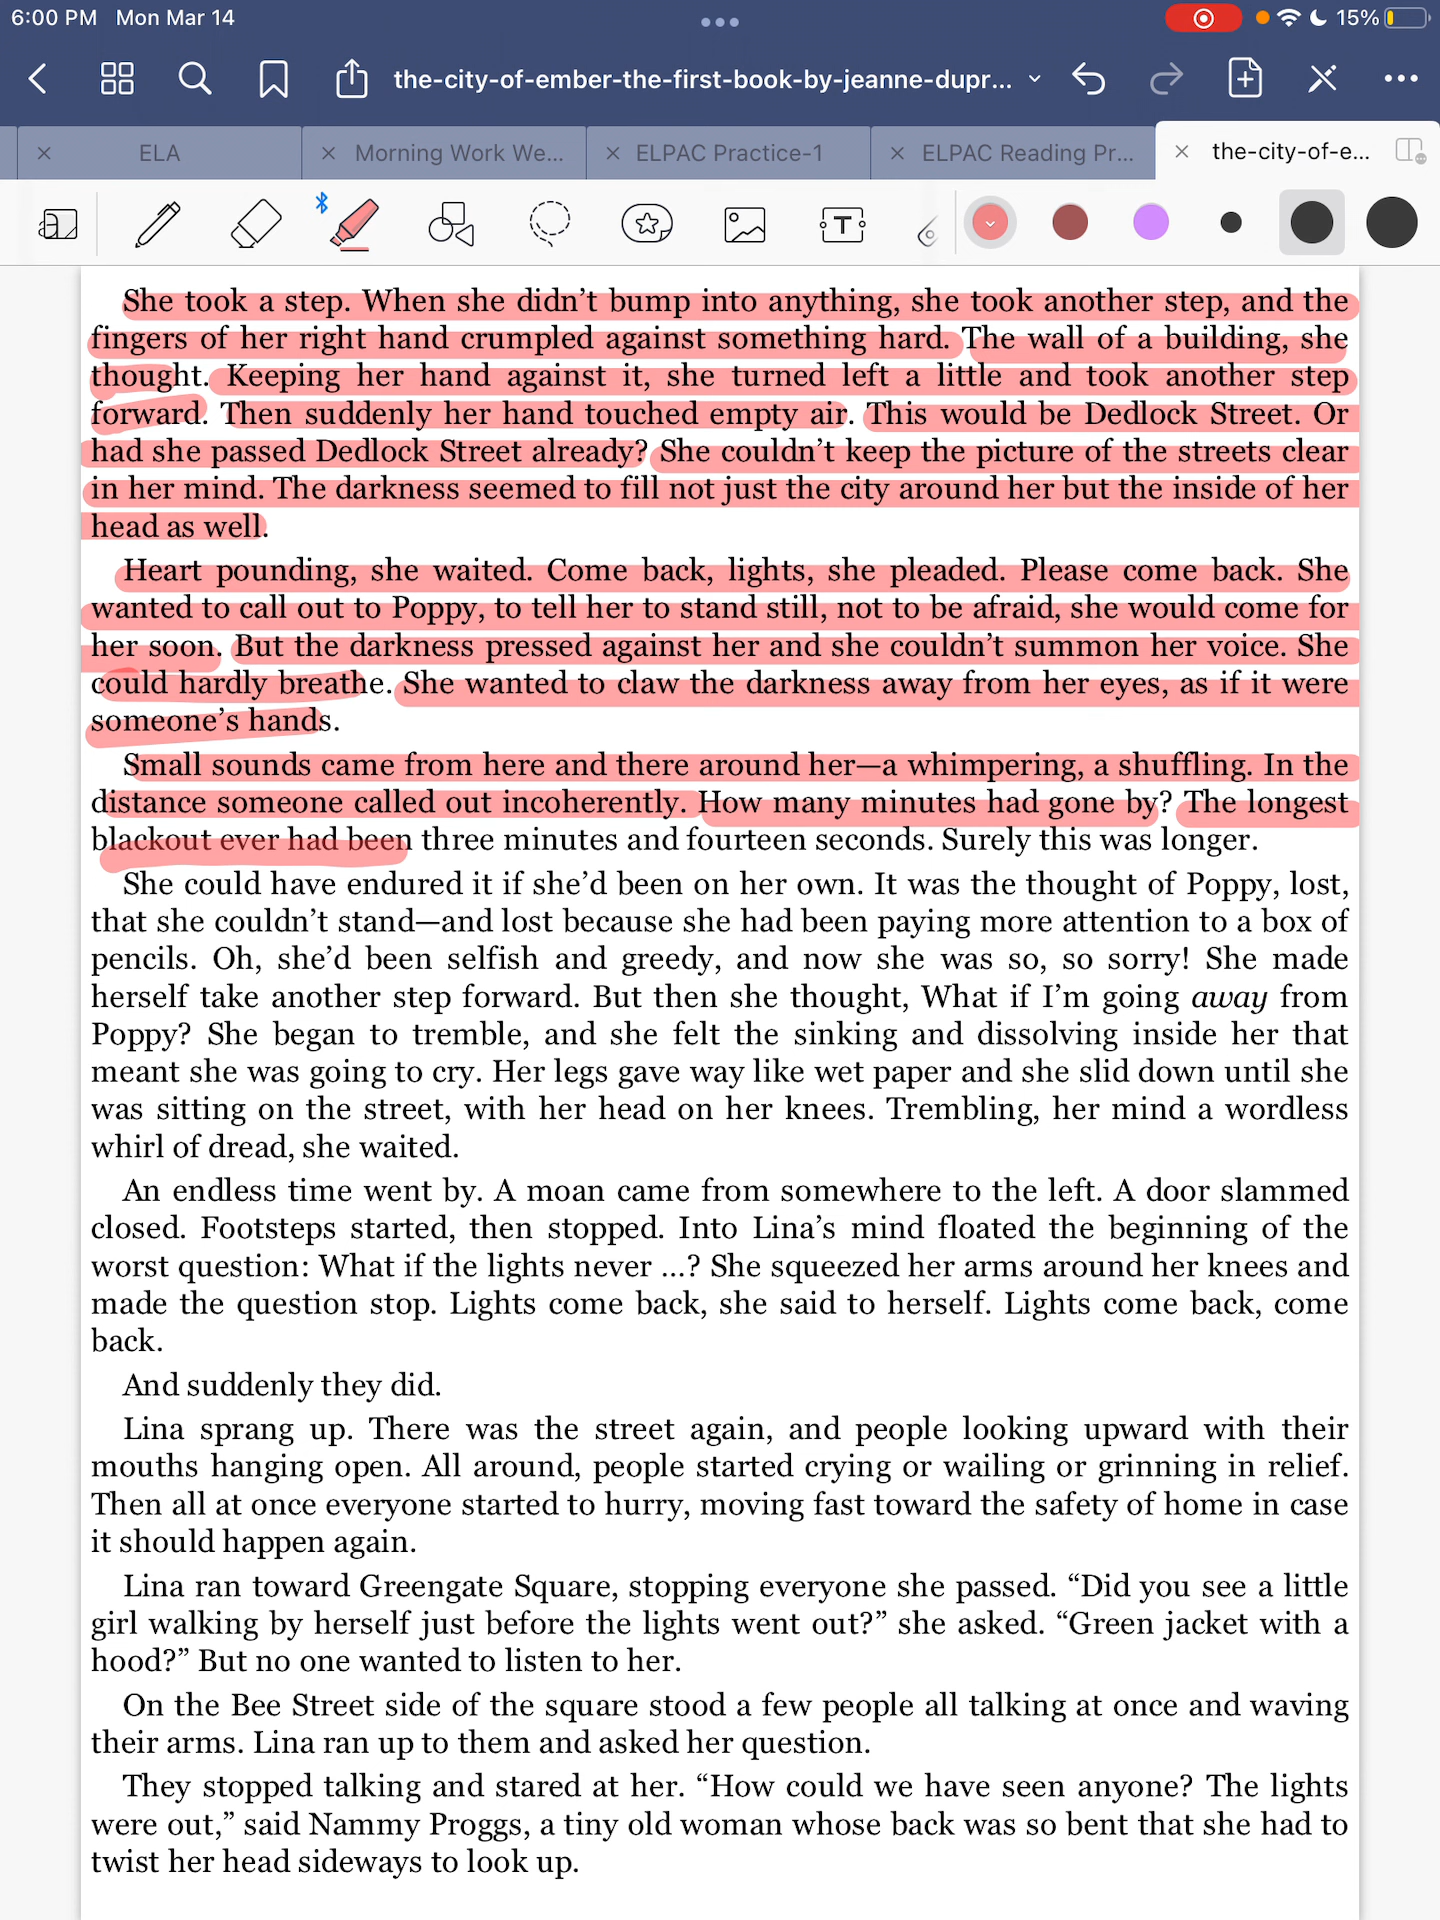 6:00 PM Mon Mar 14
15%
the-city-of-ember-the-first-book-by-jeanne-dupr...
ELA
Morning Work We...
ELPAC Practice-1
ELPAC Reading Pr...
the-city-of-e...
She took a step. When she didn’t bump into anything, she took another step, and the
fingers of her right hand crumpled against something hard. The wall of a building, she
thought. Keeping her hand against it, she turned left a little and took another step
forward. Then suddenly her hand touched empty air. This would be Dedlock Street. Or
had she passed Dedlock Street already? She couldn’t keep the picture of the streets clear
in her mind. The darkness seemed to fill not just the city around her but the inside of her
head as well.
Heart pounding, she waited. Come back, lights, she pleaded. Please come back. She
wanted to call out to Poppy, to tell her to stand still, not to be afraid, she would come for
her soon. But the darkness pressed against her and she couldn’t summon her voice. She
could hardly breathe. She wanted to claw the darkness away from her eyes, as if it were
someone’s hands.
Small sounds came from here and there around her—a whimpering, a shuffling. In the
distance someone called out incoherently. How many minutes had gone by? The longest
blackout ever had been three minutes and fourteen seconds. Surely this was longer.
She could have endured it if she’d been on her own. It was the thought of Poppy, lost,
that she couldn’t stand—and lost because she had been paying more attention to a box of
pencils. Oh, she’d been selfish and greedy, and now she was so, so sorry! She made
herself take another step forward. But then she thought, What if I’m going away from
Poppy? She began to tremble, and she felt the sinking and dissolving inside her that
meant she was going to cry. Her legs gave way like wet paper and she slid down until she
was sitting on the street, with her head on her knees. Trembling, her mind a wordless
whirl of dread, she waited.
An endless time went by. A moan came from somewhere to the left. A door slammed
closed. Footsteps started, then stopped. Into Lina’s mind floated the beginning of the
worst question: What if the lights never ...? She squeezed her arms around her knees and
made the question stop. Lights come back, she said to herself. Lights come back, come
back.
And suddenly they did.
Lina sprang up. There was the street again, and people looking upward with their
mouths hanging open. All around, people started crying or wailing or grinning in relief.
Then all at once everyone started to hurry, moving fast toward the safety of home in case
it should happen again.
Lina ran toward Greengate Square, stopping everyone she passed. “Did you see a little
girl walking by herself just before the lights went out?” she asked. “Green jacket with a
hood?” But no one wanted to listen to her.
On the Bee Street side of the square stood a few people all talking at once and waving
their arms. Lina ran up to them and asked her question.
They stopped talking and stared at her. “How could we have seen anyone? The lights
were out,” said Nammy Proggs, a tiny old woman whose back was so bent that she had to
twist her head sideways to look up.